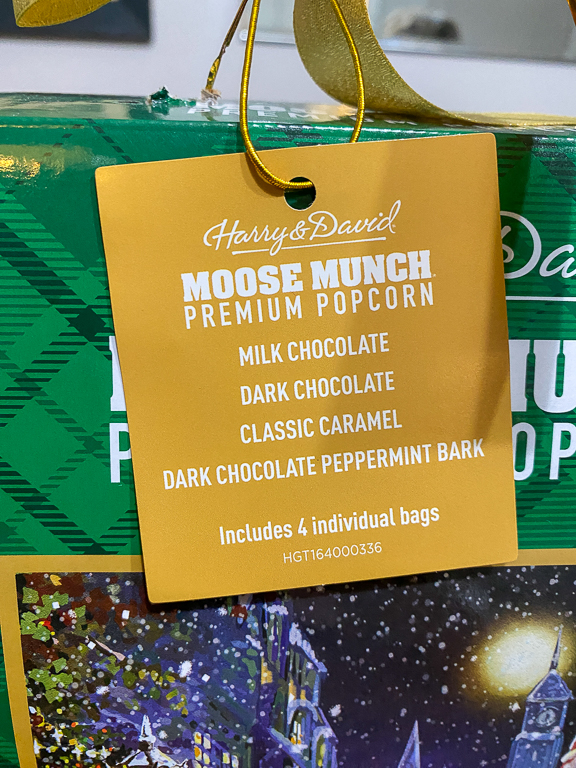 Harry & David
MOOSE MUNCH
PREMIUM POPCORN
MILK CHOCOLATE
DARK CHOCOLATE
CLASSIC CARAMEL
DARK CHOCOLATE PEPPERMINT BARK
Includes 4 individual bags
HGT164000336